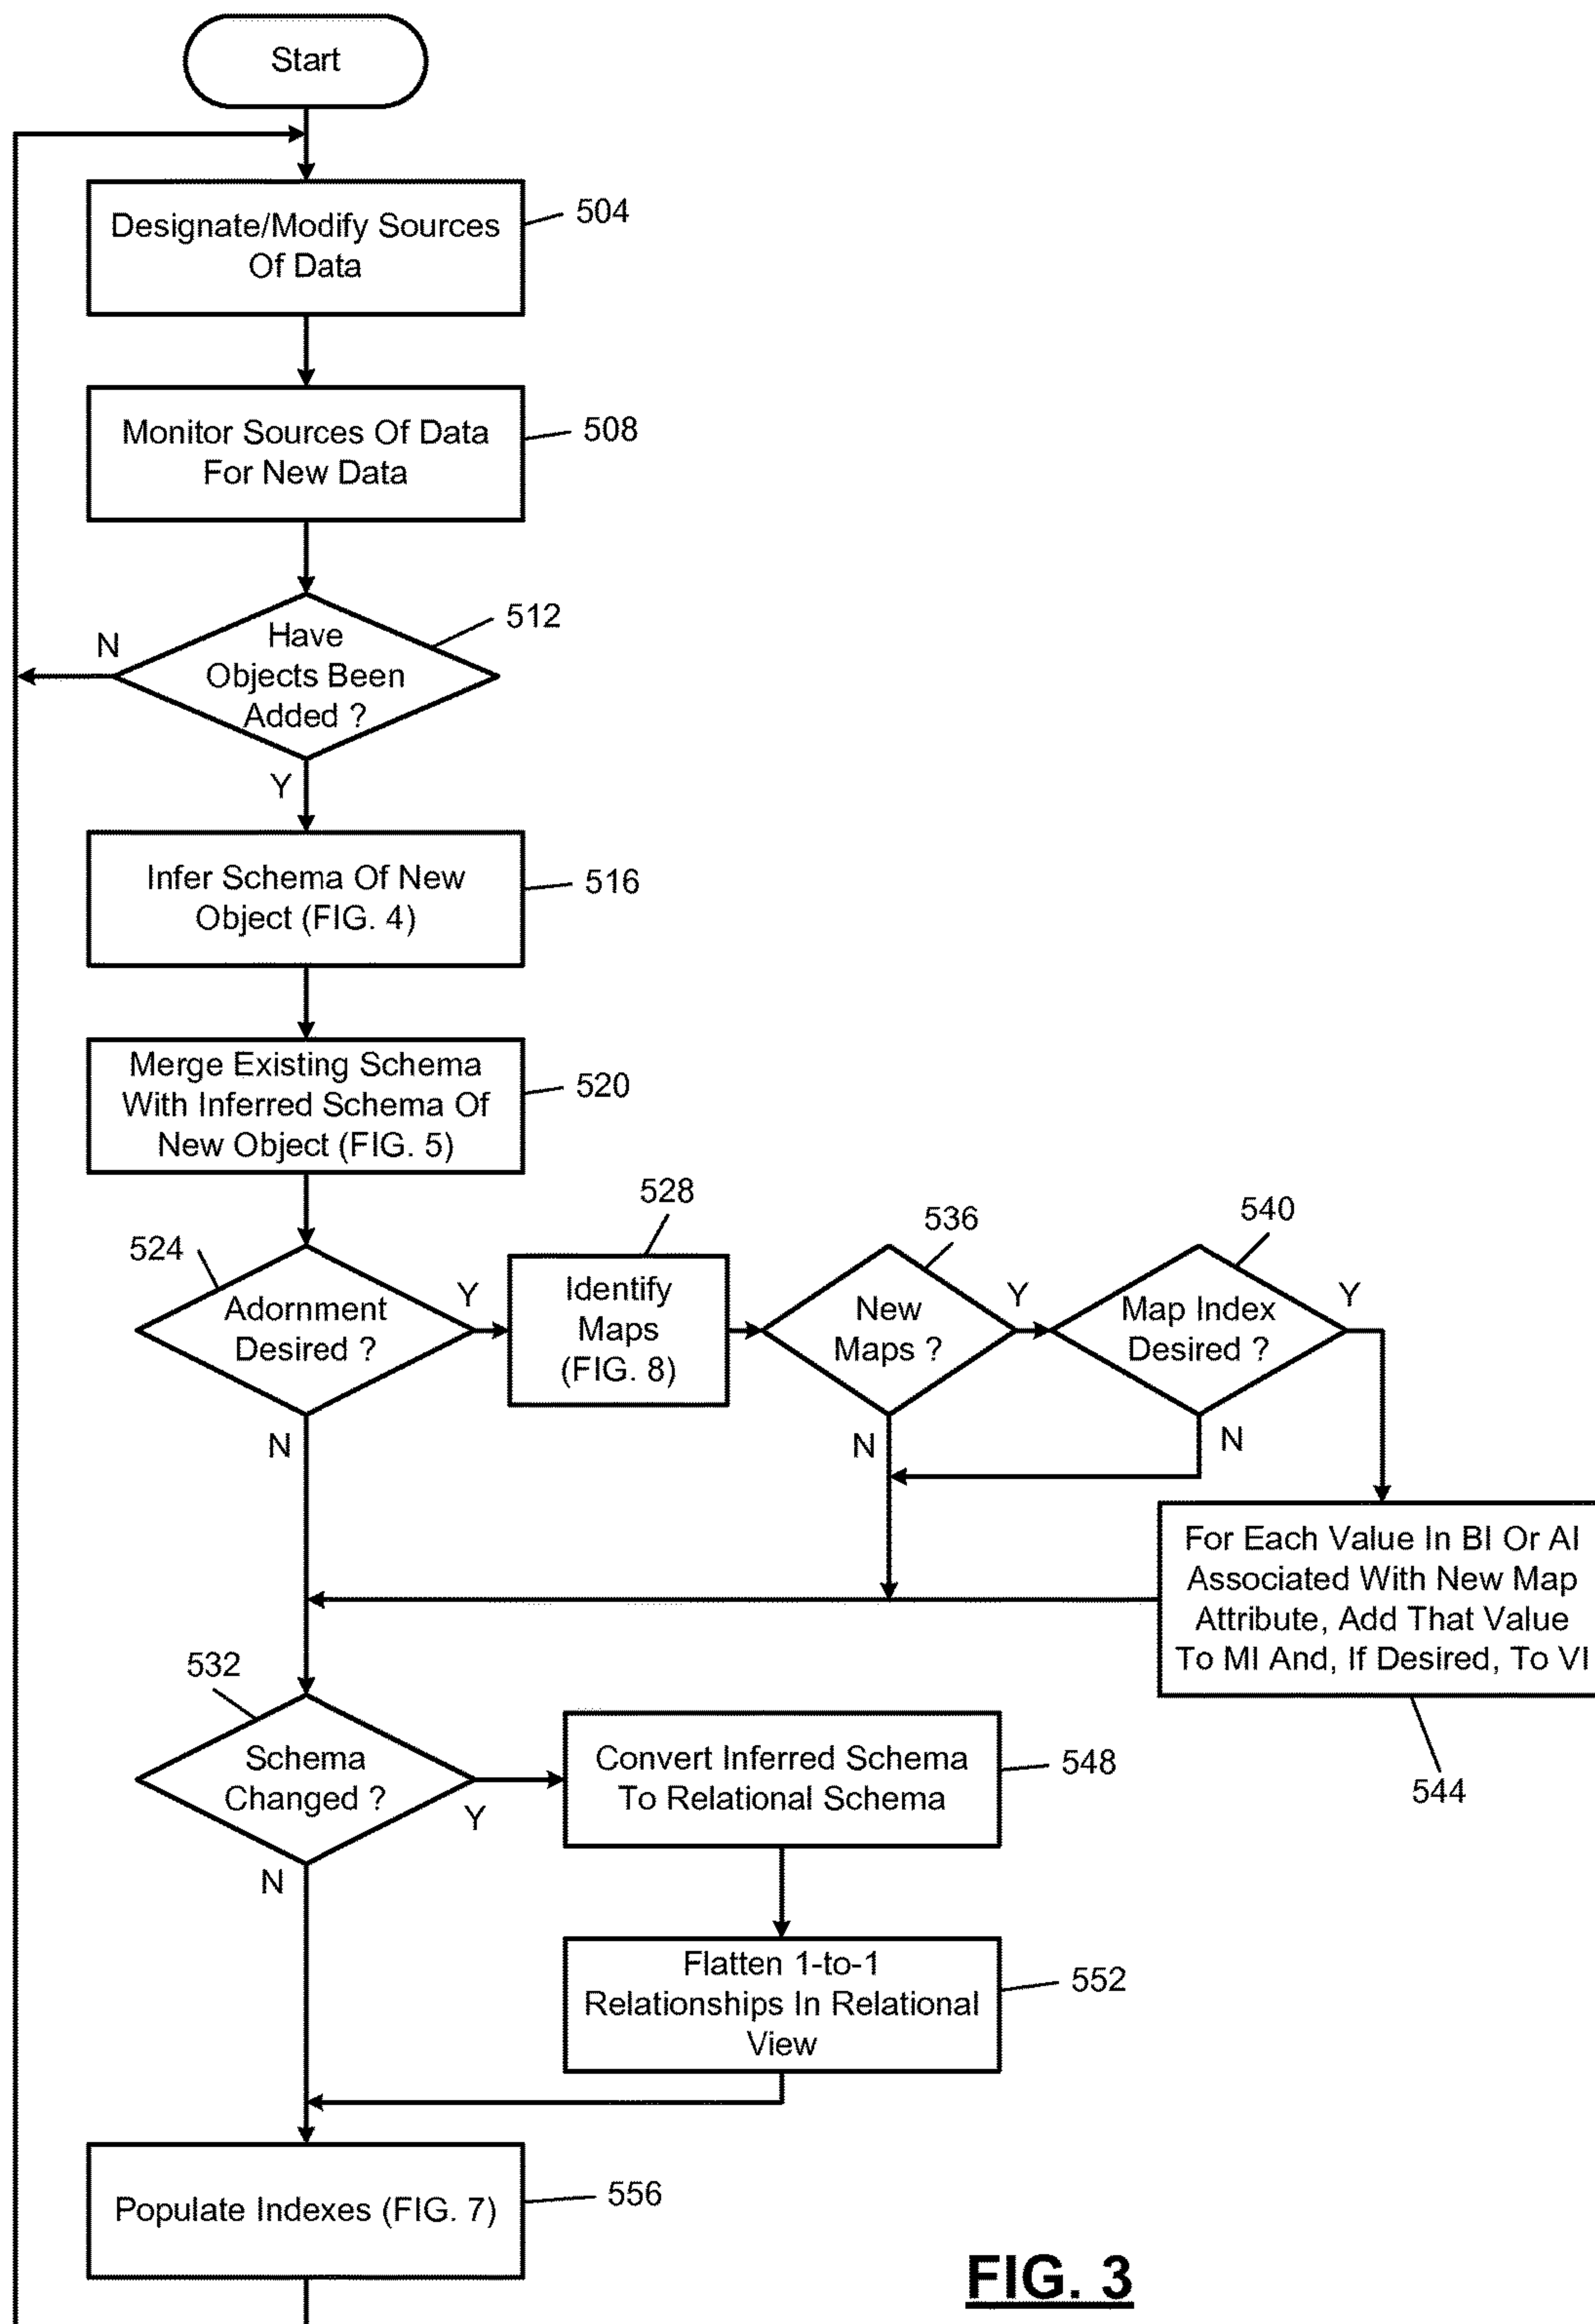 Start
Designate/Modify Sources
Of Data
504
Monitor Sources Of Data
For New Data
508
Have
Objects Been
Added ?
512
N
Y
Infer Schema Of New
Object (FIG. 4)
516
Merge Existing Schema
With Inferred Schema Of
New Object (FIG. 5)
520
524
Adornment
Desired ?
Y
N
528
Identify
Maps
(FIG. 8)
536
New
Maps ?
Y
N
540
Map Index
Desired ?
Y
N
For Each Value In BI Or AI
Associated With New Map
Attribute, Add That Value
To MI And, If Desired, To VI
544
532
Schema
Changed ?
Y
N
Convert Inferred Schema
To Relational Schema
548
Flatten 1-to-1
Relationships In Relational
View
552
Populate Indexes (FIG. 7)
556
FIG. 3